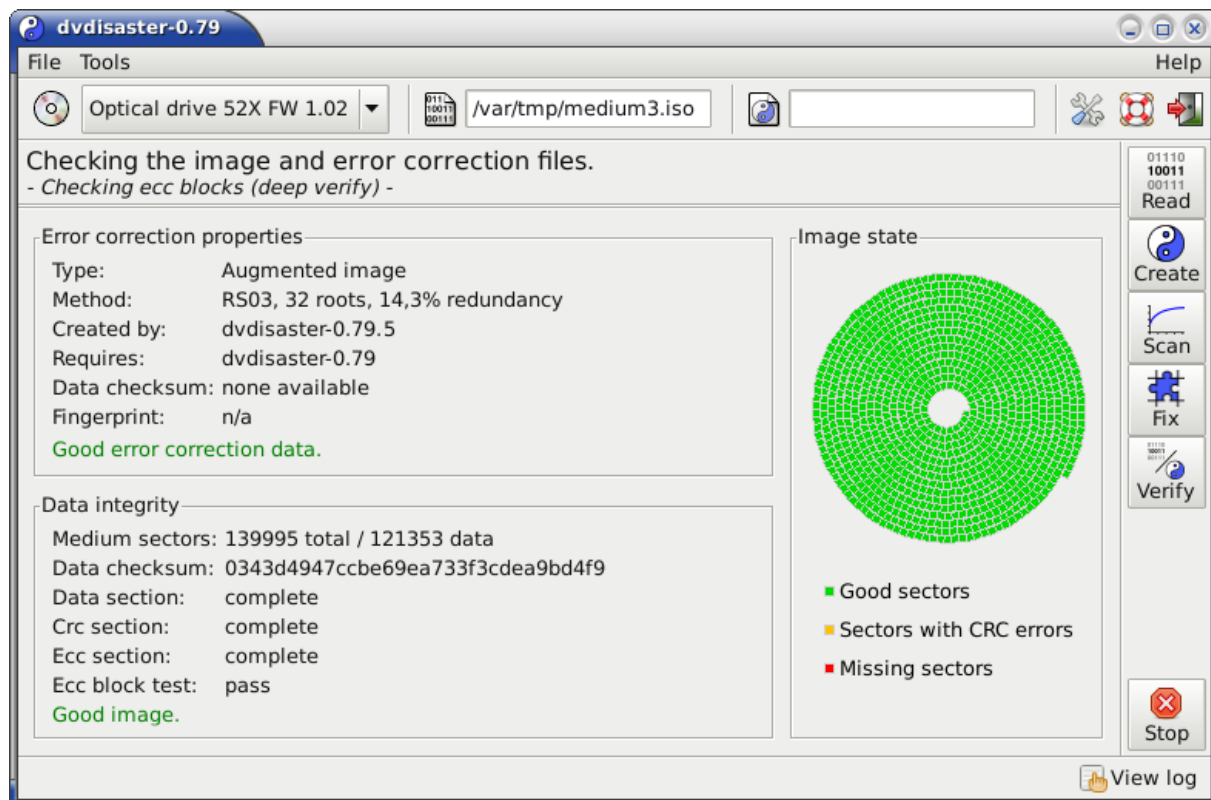 dvdisaster-0.79
File Tools Help
Optical drive 52X FW 1.02 /var/tmp/medium3.iso
Checking the image and error correction files.
- Checking ecc blocks (deep verify) -
Error correction properties
Type: Augmented image
Method: RS03, 32 roots, 14,3% redundancy
Created by: dvdisaster-0.79.5
Requires: dvdisaster-0.79
Data checksum: none available
Fingerprint: n/a
Good error correction data.
Data integrity
Medium sectors: 139995 total / 121353 data
Data checksum: 0343d4947ccbe69ea733f3cdea9bd4f9
Data section: complete
Crc section: complete
Ecc section: complete
Ecc block test: pass
Good image.
Image state
Good sectors
Sectors with CRC errors
Missing sectors
01110
10011
00111
Read
Create
Scan
Fix
Verify
Stop
View log